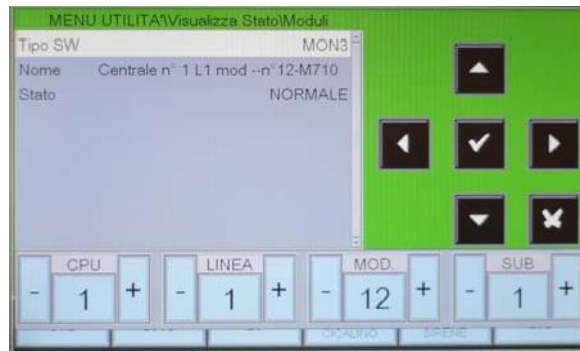 MENU UTILITA'\Visualizza Stato\Moduli
Tipo SW MON3
Nome Centrale n° 1 L1 mod --n°12-M710
Stato NORMALE
CPU LINEA MOD. SUB
- 1 + - 1 + - 12 + - 1 +
CICALINO SIRENE